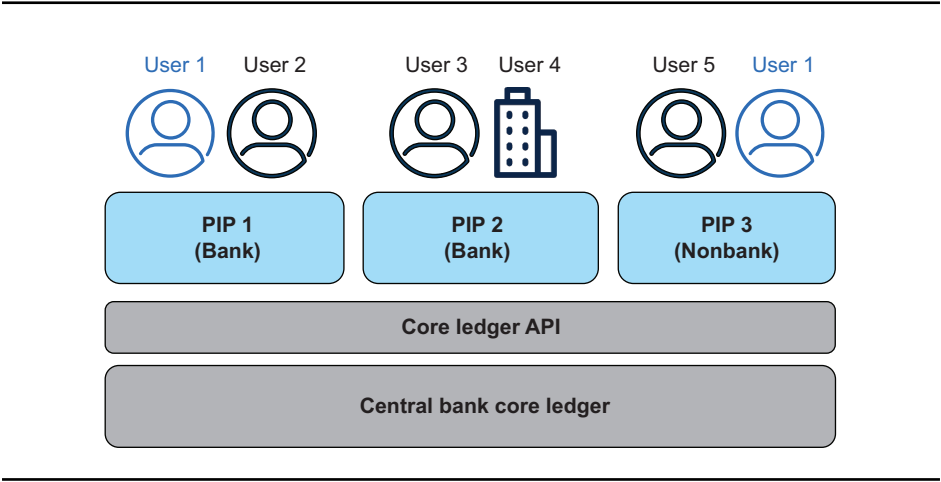 User 1 User 2 User 3 User 4 User 5 User 1
PIP 1
(Bank)
PIP 2
(Bank)
PIP 3
(Nonbank)
Core ledger API
Central bank core ledger